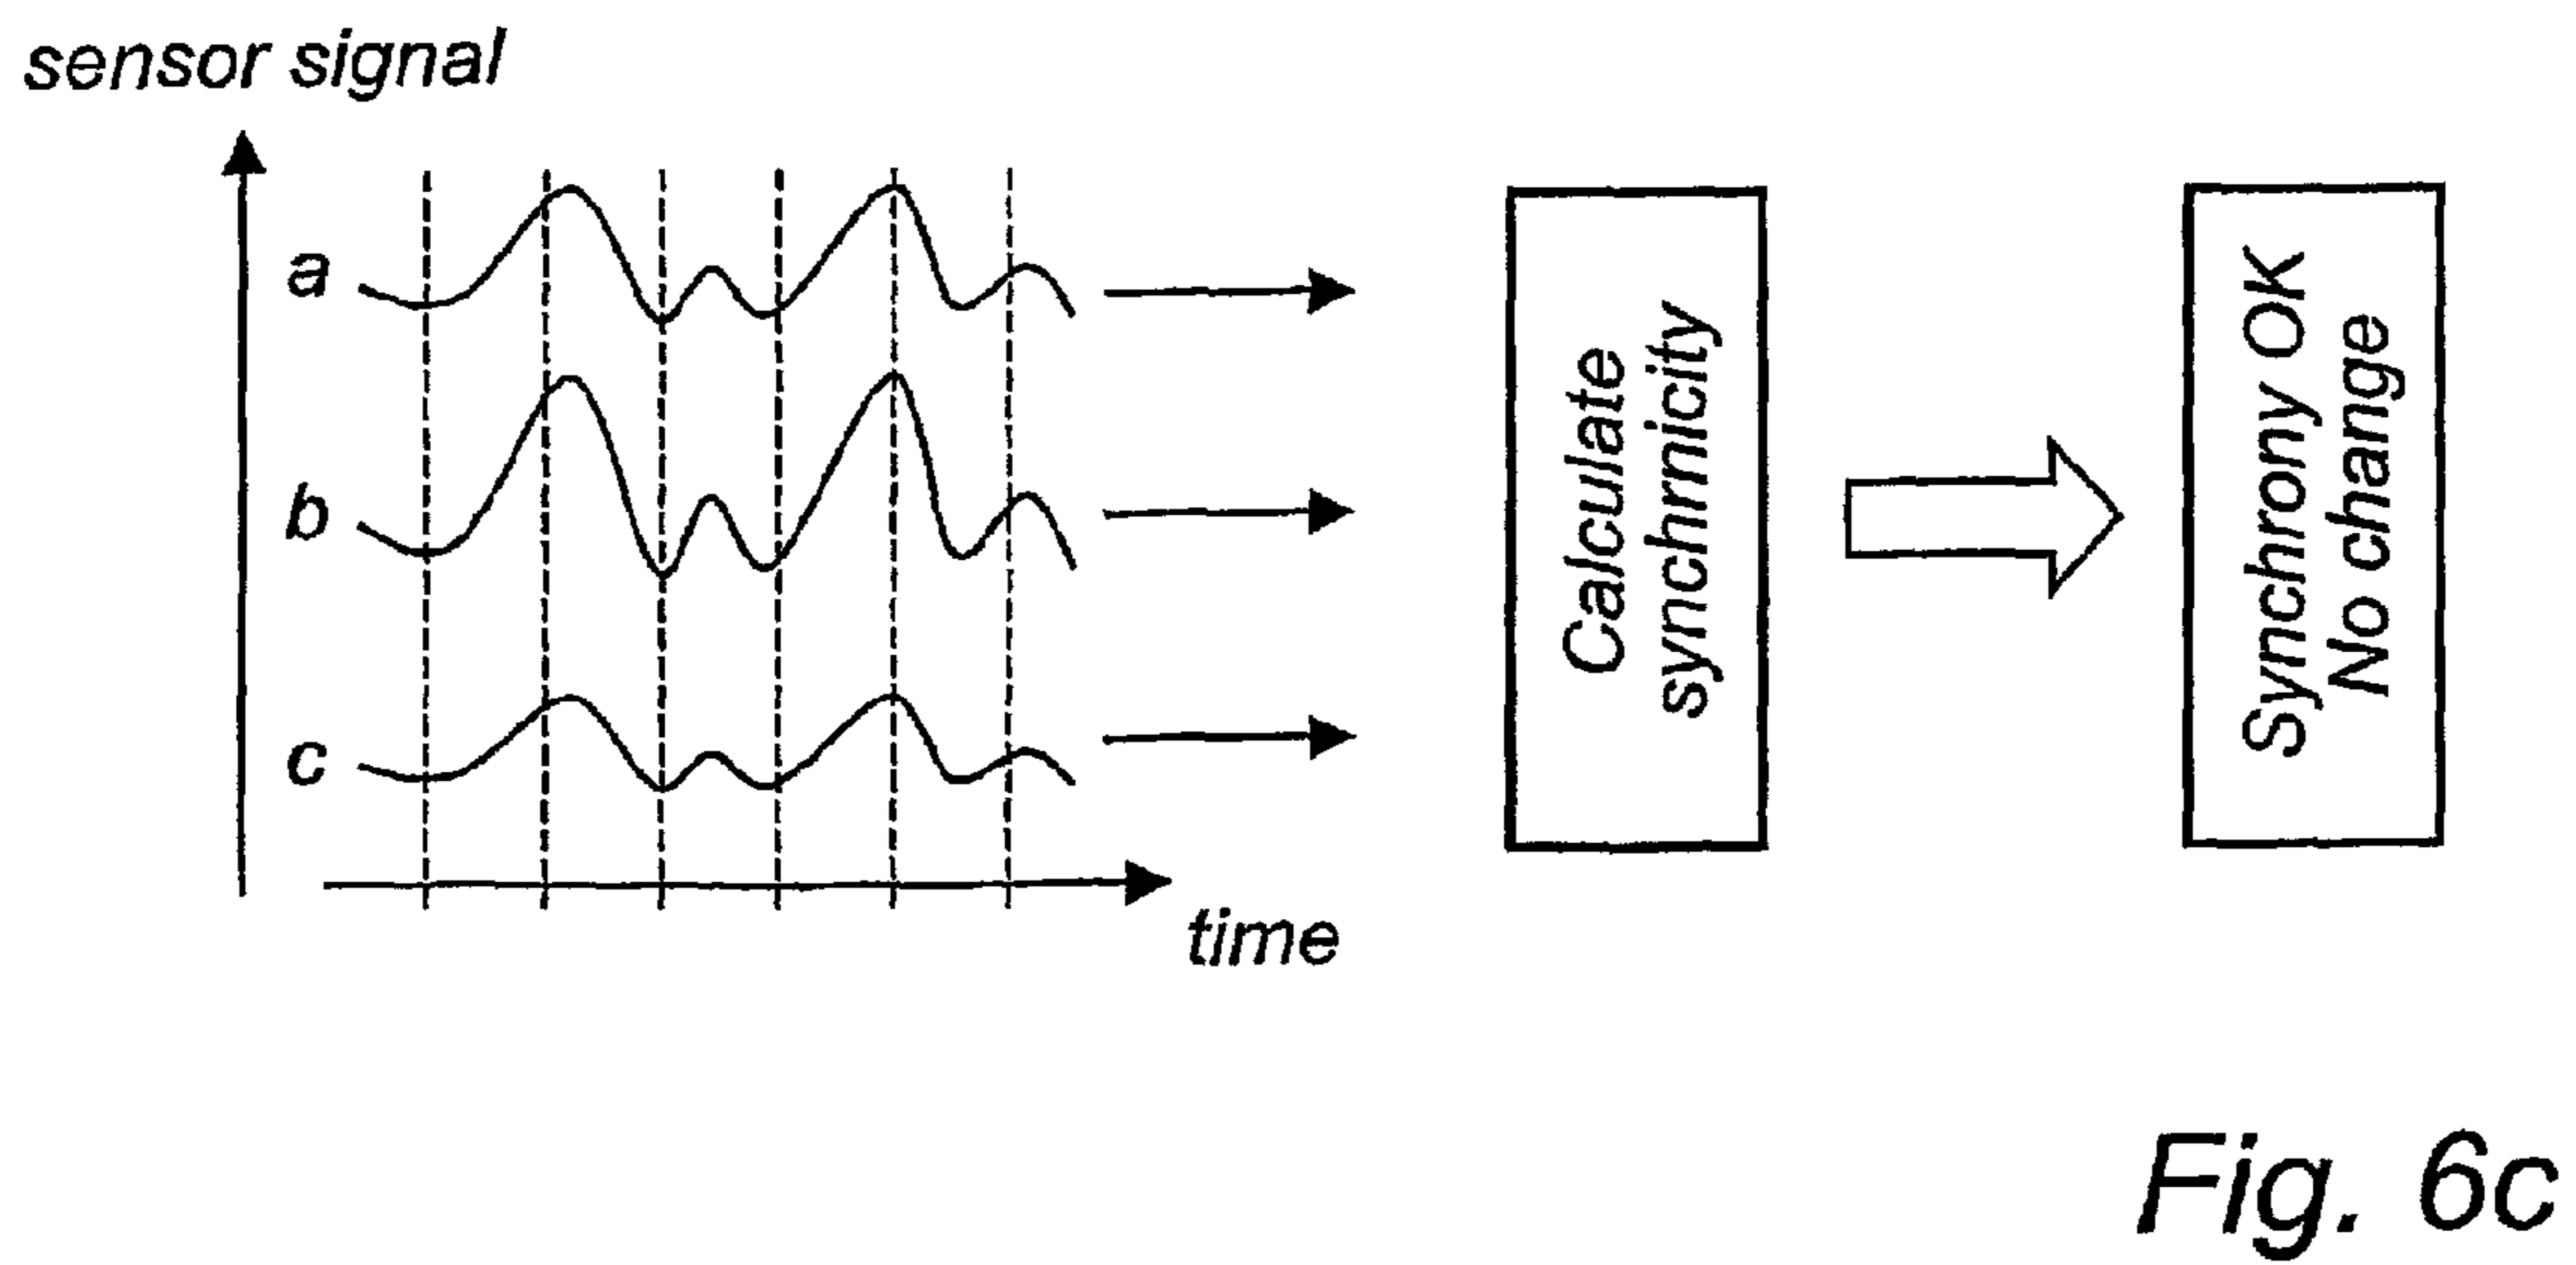 sensor signal
a
b
c
time
Calculate
synchrnicity
Synchrony OK
No change
Fig. 6c